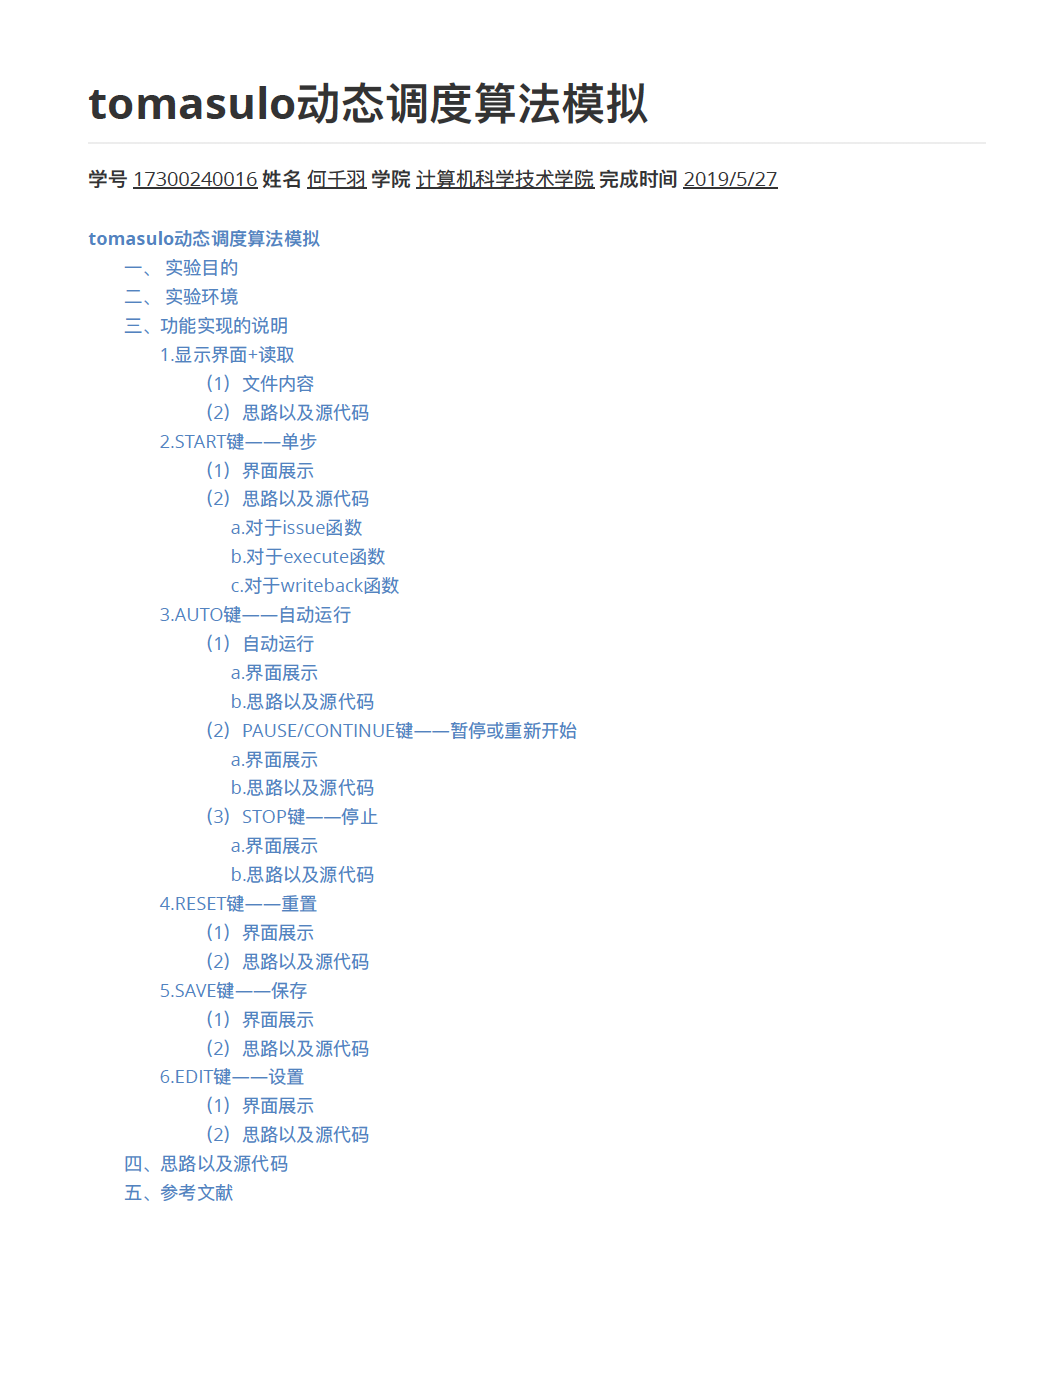 tomasulo动态调度算法模拟
学号 17300240016 姓名 何千羽 学院 计算机科学技术学院 完成时间 2019/5/27
tomasulo动态调度算法模拟
一、 实验目的
二、 实验环境
三、功能实现的说明
1.显示界面+读取
（1）文件内容
（2）思路以及源代码
2.START键——单步
（1）界面展示
（2）思路以及源代码
a.对于issue函数
b.对于execute函数
c.对于writeback函数
3.AUTO键——自动运行
（1）自动运行
a.界面展示
b.思路以及源代码
（2）PAUSE/CONTINUE键——暂停或重新开始
a.界面展示
b.思路以及源代码
（3）STOP键——停止
a.界面展示
b.思路以及源代码
4.RESET键——重置
（1）界面展示
（2）思路以及源代码
5.SAVE键——保存
（1）界面展示
（2）思路以及源代码
6.EDIT键——设置
（1）界面展示
（2）思路以及源代码
四、思路以及源代码
五、参考文献